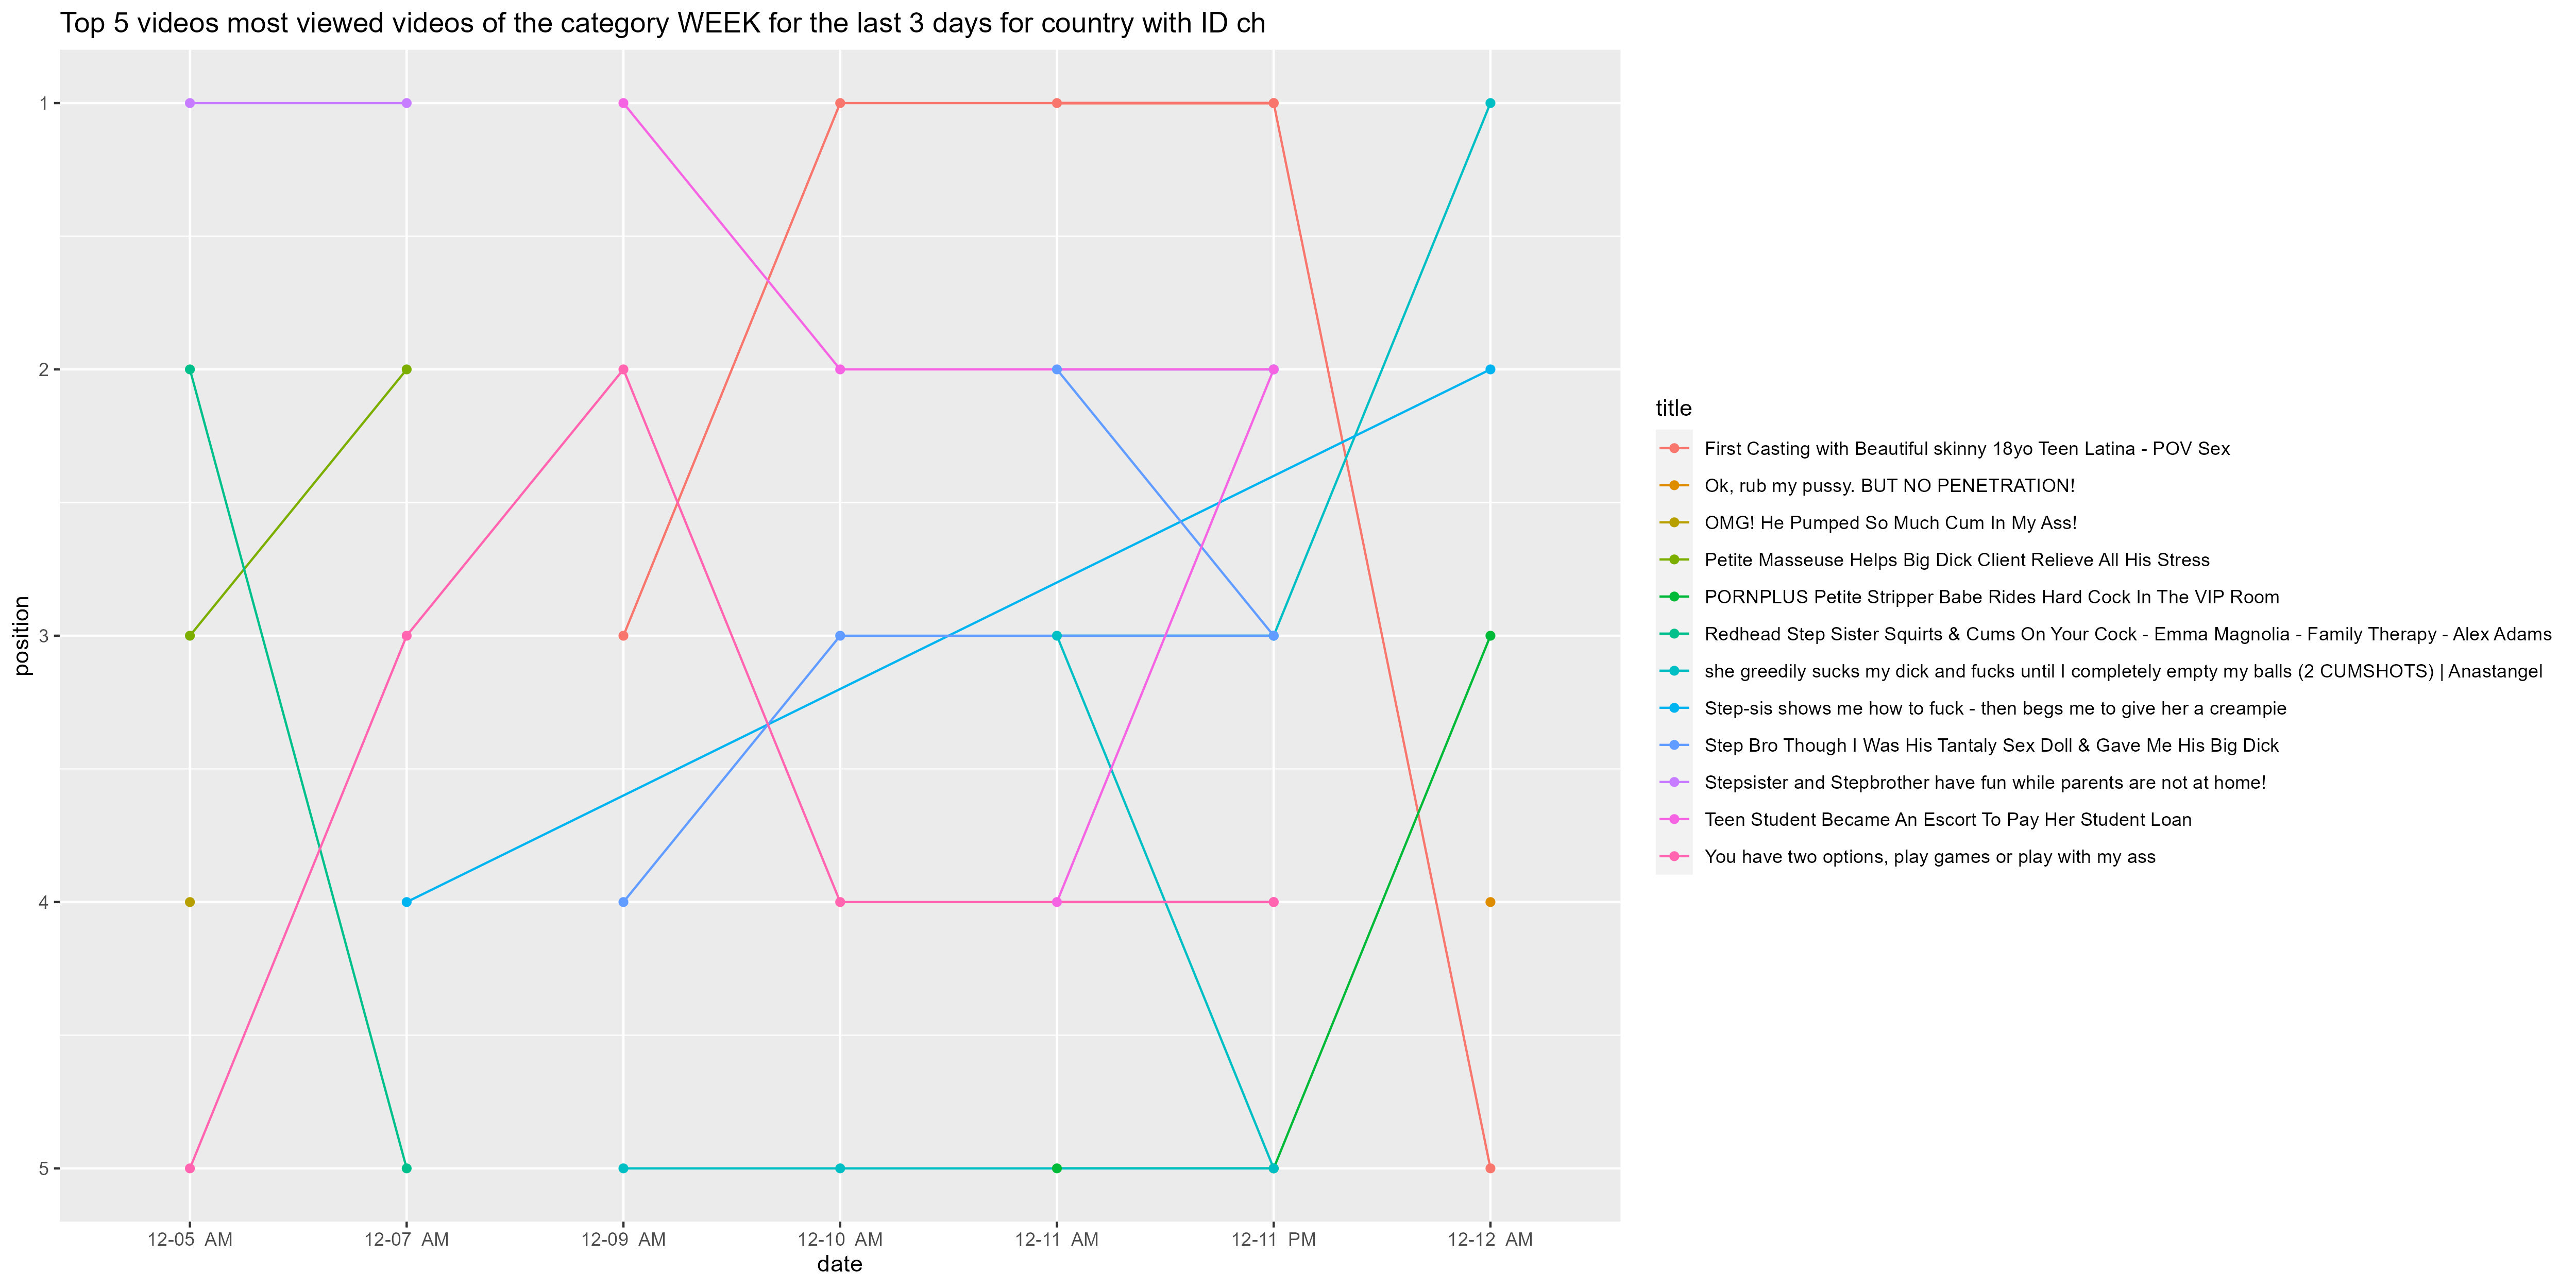 Top 5 videos most viewed videos of the category WEEK for the last 3 days for country with ID ch
position
1
2
3
4
5
12-05 AM
12-07 AM
12-09 AM
12-10 AM
12-11 AM
12-11 PM
12-12 AM
date
title
First Casting with Beautiful skinny 18yo Teen Latina - POV Sex
Ok, rub my pussy. BUT NO PENETRATION!
OMG! He Pumped So Much Cum In My Ass!
Petite Masseuse Helps Big Dick Client Relieve All His Stress
PORNPLUS Petite Stripper Babe Rides Hard Cock In The VIP Room
Redhead Step Sister Squirts & Cums On Your Cock - Emma Magnolia - Family Therapy - Alex Adams
she greedily sucks my dick and fucks until I completely empty my balls (2 CUMSHOTS) | Anastangel
Step-sis shows me how to fuck - then begs me to give her a creampie
Step Bro Though I Was His Tantaly Sex Doll & Gave Me His Big Dick
Stepsister and Stepbrother have fun while parents are not at home!
Teen Student Became An Escort To Pay Her Student Loan
You have two options, play games or play with my ass